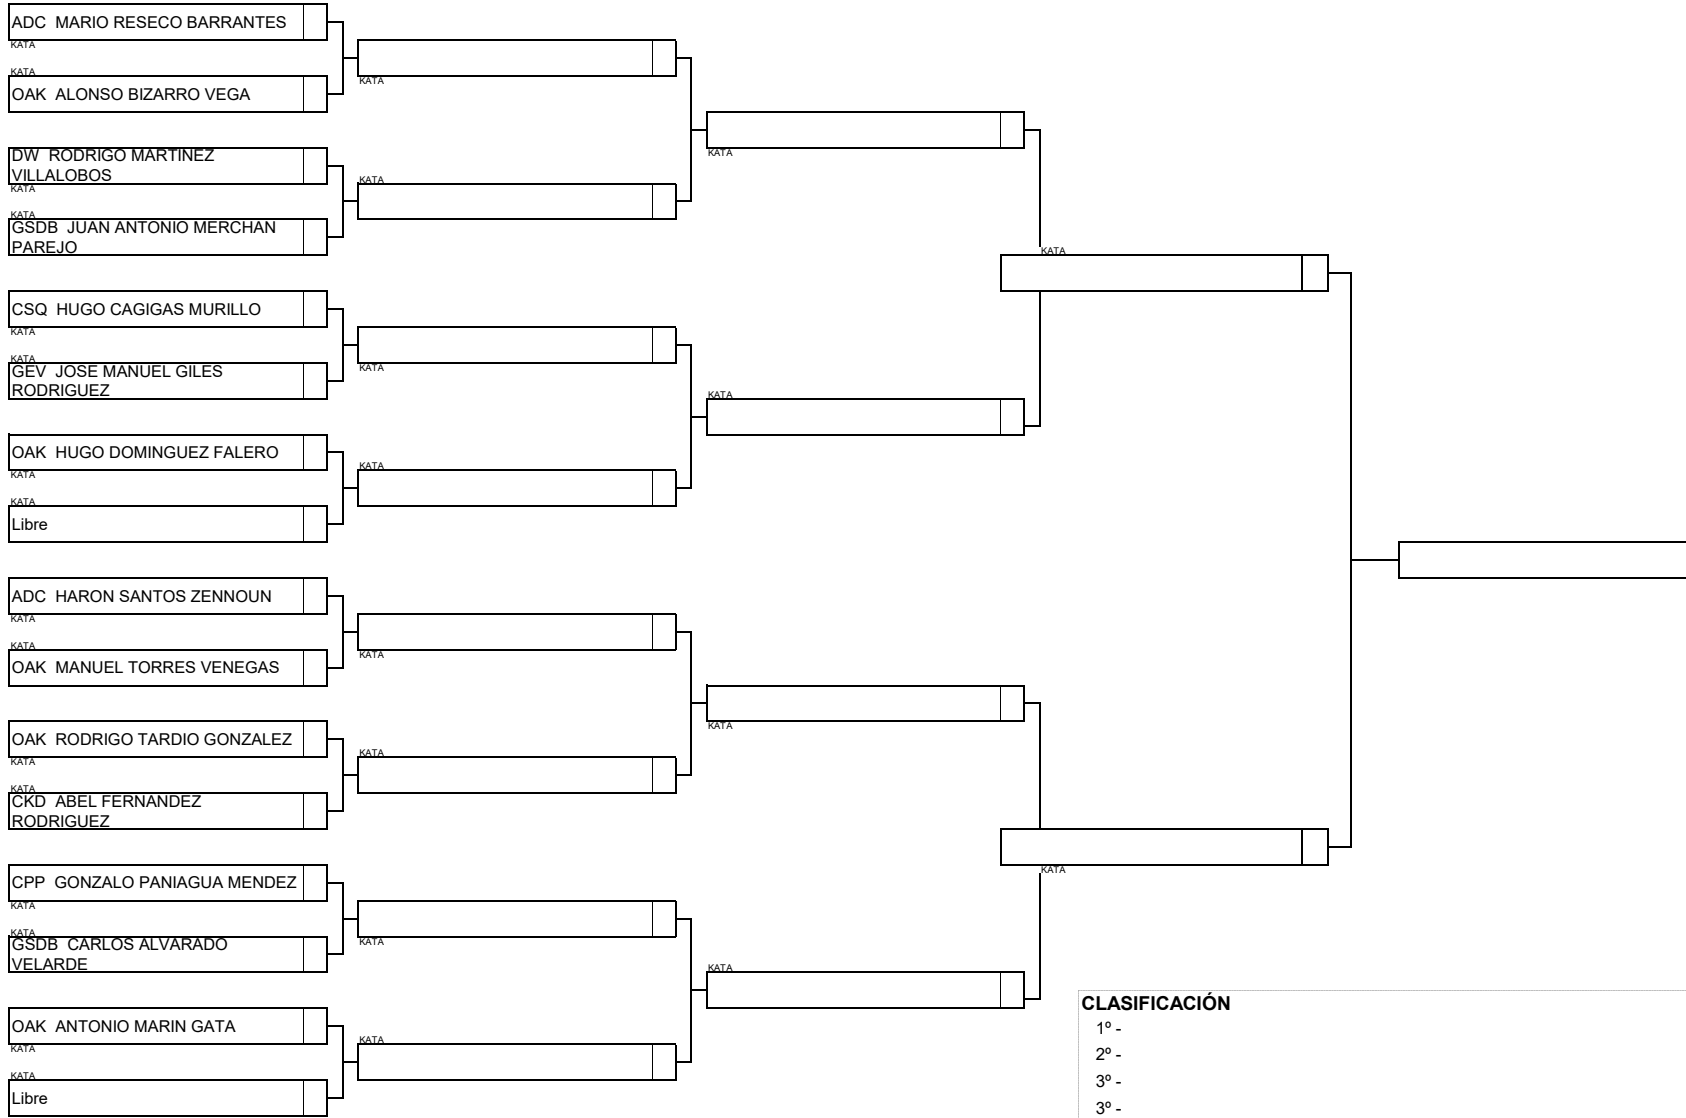 ADC MARIO RESECO BARRANTES
KATA
KATA
KATA
OAK ALONSO BIZARRO VEGA
DW RODRIGO MARTINEZ
VILLALOBOS
KATA
KATA
KATA
KATA
GSDB JUAN ANTONIO MERCHAN
PAREJO
KATA
CSQ HUGO CAGIGAS MURILLO
KATA
KATA
KATA
GEV JOSE MANUEL GILES
RODRIGUEZ
KATA
OAK HUGO DOMINGUEZ FALERO
KATA
KATA
KATA
Libre
ADC HARON SANTOS ZENNOUN
KATA
KATA
KATA
OAK MANUEL TORRES VENEGAS
KATA
OAK RODRIGO TARDIO GONZALEZ
KATA
KATA
KATA
CKD ABEL FERNANDEZ
RODRIGUEZ
KATA
CPP GONZALO PANIAGUA MENDEZ
KATA
KATA
KATA
GSDB CARLOS ALVARADO
VELARDE
KATA
OAK ANTONIO MARIN GATA
KATA
KATA
KATA
Libre
CLASIFICACIÓN
1º -
2º -
3º -
3º -